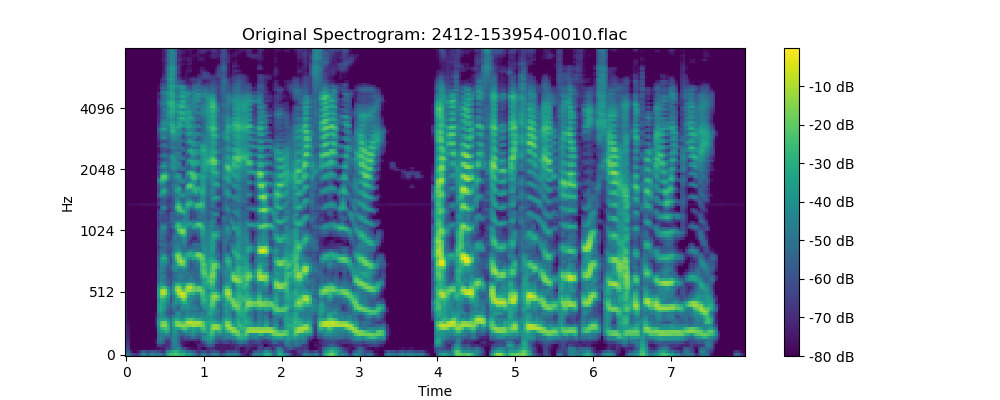 Original Spectrogram: 2412-153954-0010.flac
4096
2048
1024
512
0
Hz
0 1 2 3 4 5 6 7
Time
-10 dB
-20 dB
-30 dB
-40 dB
-50 dB
-60 dB
-70 dB
-80 dB